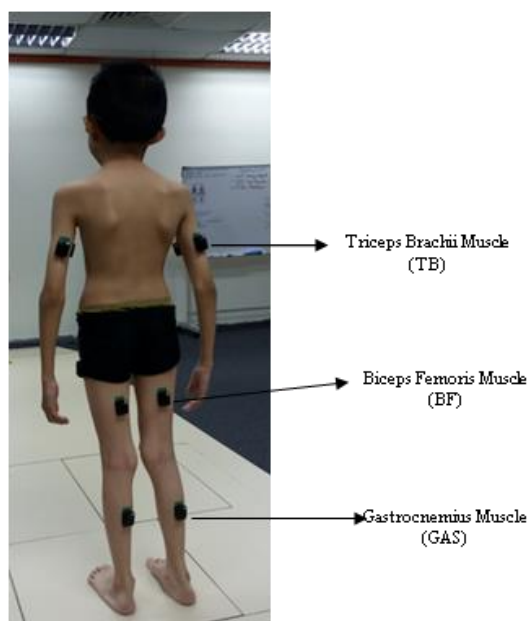 Triceps Brachii Muscle
(TB)
Biceps Femoris Muscle
(BF)
Gastrocnemius Muscle
(GAS)